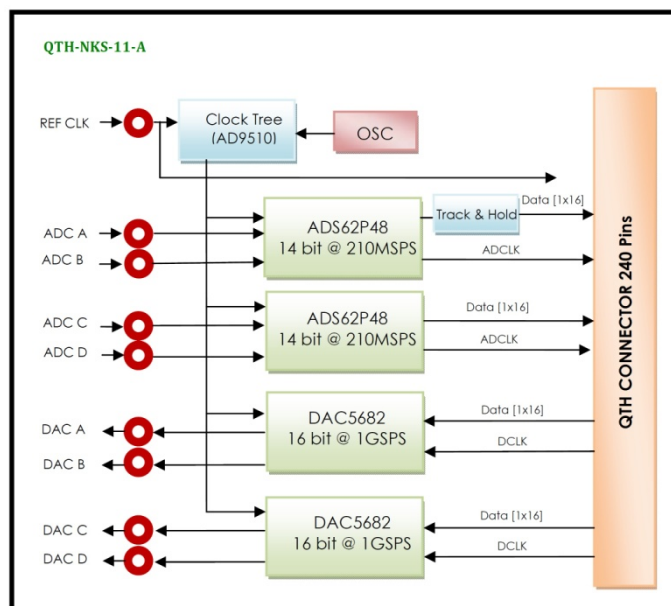 QTH-NKS-11-A
REF CLK
Clock Tree
(AD9510)
OSC
ADC A
ADC B
ADS62P48
14 bit @ 210MSPS
Track & Hold
Data [1x16]
ADCLK
ADC C
ADC D
ADS62P48
14 bit @ 210MSPS
Data [1x16]
ADCLK
DAC A
DAC B
DAC5682
16 bit @ 1GSPS
Data [1x16]
DCLK
DAC C
DAC D
DAC5682
16 bit @ 1GSPS
Data [1x16]
DCLK
QTH CONNECTOR 240 Pins